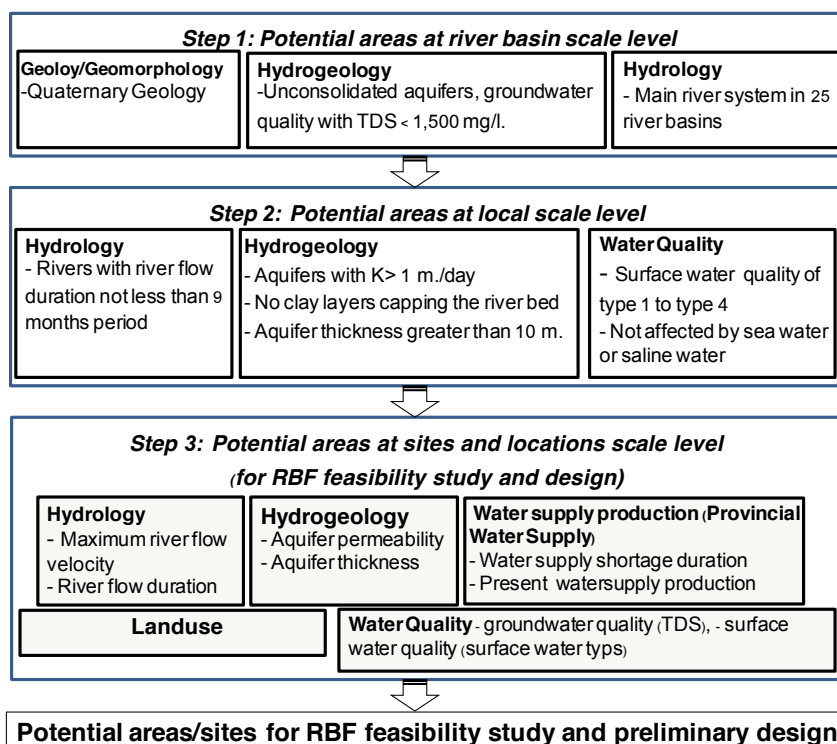 Step 1: Potential areas at river basin scale level
Geoloy/Geomorphology
-Quaternary Geology
Hydrogeology
-Unconsolidated aquifers, groundwater
quality with TDS < 1,500 mg/l.
Hydrology
- Main river system in 25
river basins
Step 2: Potential areas at local scale level
Hydrology
- Rivers with river flow
duration not less than 9
months period
Hydrogeology
- Aquifers with K> 1 m./day
- No clay layers capping the river bed
- Aquifer thickness greater than 10 m.
Water Quality
- Surface water quality of
type 1 to type 4
- Not affected by sea water
or saline water
Step 3: Potential areas at sites and locations scale level
(for RBF feasibility study and design)
Hydrology
- Maximum river flow
velocity
- River flow duration
Hydrogeology
- Aquifer permeability
- Aquifer thickness
Water supply production (Provincial
Water Supply)
- Water supply shortage duration
- Present watersupply production
Landuse
Water Quality - groundwater quality (TDS), - surface
water quality (surface water typs)
Potential areas/sites for RBF feasibility study and preliminary design